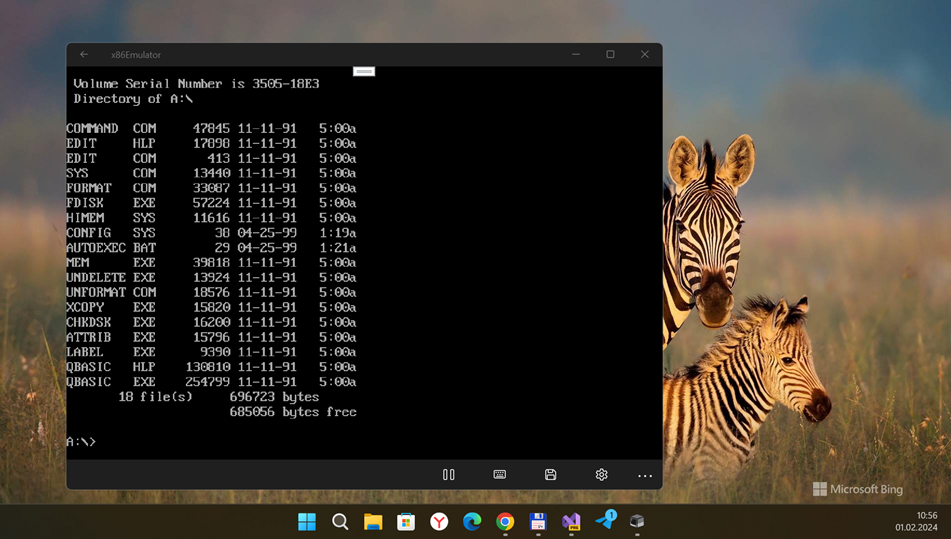 x86Emulator
Volume Serial Number is 3505-18E3
Directory of A:\
COMMAND COM 47845 11-11-91 5:00a
EDIT HLP 17898 11-11-91 5:00a
EDIT COM 413 11-11-91 5:00a
SYS COM 13440 11-11-91 5:00a
FORMAT COM 33087 11-11-91 5:00a
FDISK EXE 57224 11-11-91 5:00a
HIMEM SYS 11616 11-11-91 5:00a
CONFIG SYS 38 04-25-99 1:19a
AUTOEXEC BAT 29 04-25-99 1:21a
MEM EXE 39818 11-11-91 5:00a
UNDELETE EXE 13924 11-11-91 5:00a
UNFORMAT COM 18576 11-11-91 5:00a
XCOPY EXE 15820 11-11-91 5:00a
CHKDSK EXE 16200 11-11-91 5:00a
ATTRIB EXE 15796 11-11-91 5:00a
LABEL EXE 9390 11-11-91 5:00a
QBASIC HLP 130810 11-11-91 5:00a
QBASIC EXE 254799 11-11-91 5:00a
18 file(s) 696723 bytes
685056 bytes free
A:\>
Microsoft Bing
Y
PRE
1
10:56
01.02.2024